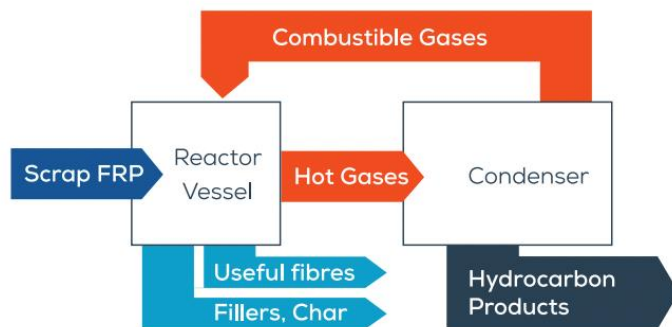 Combustible Gases
Scrap FRP
Reactor
Vessel
Hot Gases
Condenser
Useful fibres
Fillers, Char
Hydrocarbon
Products